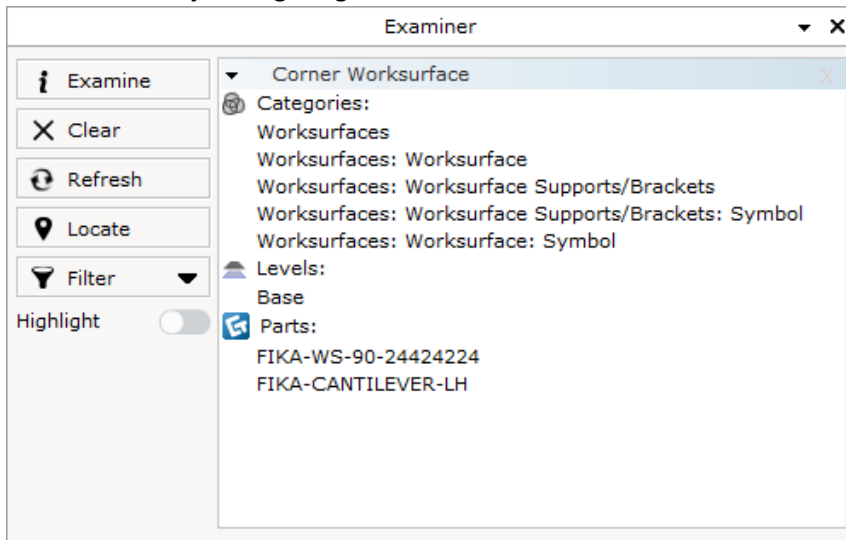 Examiner
Examine
Clear
Refresh
Locate
Filter
Highlight
Corner Worksurface
Categories:
Worksurfaces
Worksurfaces: Worksurface
Worksurfaces: Worksurface Supports/Brackets
Worksurfaces: Worksurface Supports/Brackets: Symbol
Worksurfaces: Worksurface: Symbol
Levels:
Base
Parts:
FIKA-WS-90-24424224
FIKA-CANTILEVER-LH